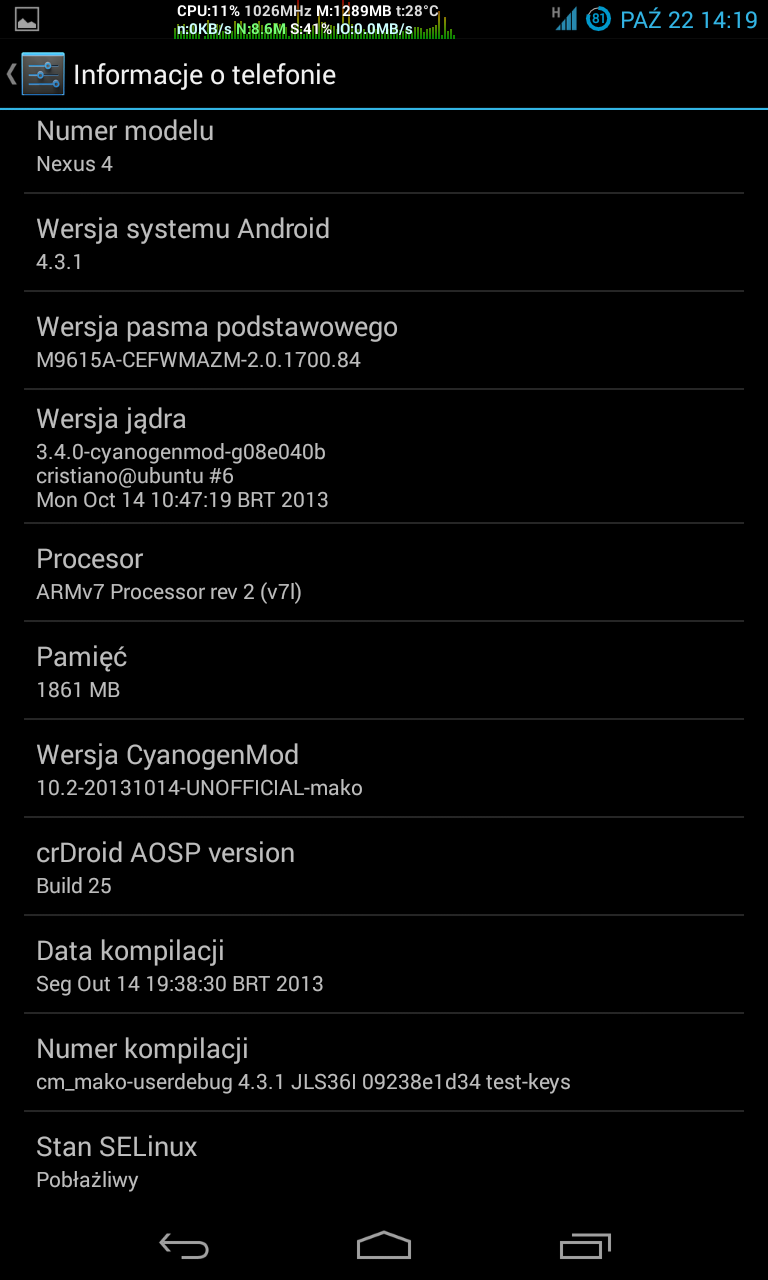 CPU:11% 1026MHz M:1289MB t:28°C
n:0KB/s N:8.6M S:41% IO:0.0MB/s
H 81 PAŹ 22 14:19
Informacje o telefonie
Numer modelu
Nexus 4
Wersja systemu Android
4.3.1
Wersja pasma podstawowego
M9615A-CEFWMAZM-2.0.1700.84
Wersja jądra
3.4.0-cyanogenmod-g08e040b
cristiano@ubuntu #6
Mon Oct 14 10:47:19 BRT 2013
Procesor
ARMv7 Processor rev 2 (v7l)
Pamięć
1861 MB
Wersja CyanogenMod
10.2-20131014-UNOFFICIAL-mako
crDroid AOSP version
Build 25
Data kompilacji
Seg Out 14 19:38:30 BRT 2013
Numer kompilacji
cm_mako-userdebug 4.3.1 JLS36I 09238e1d34 test-keys
Stan SELinux
Pobłażliwy